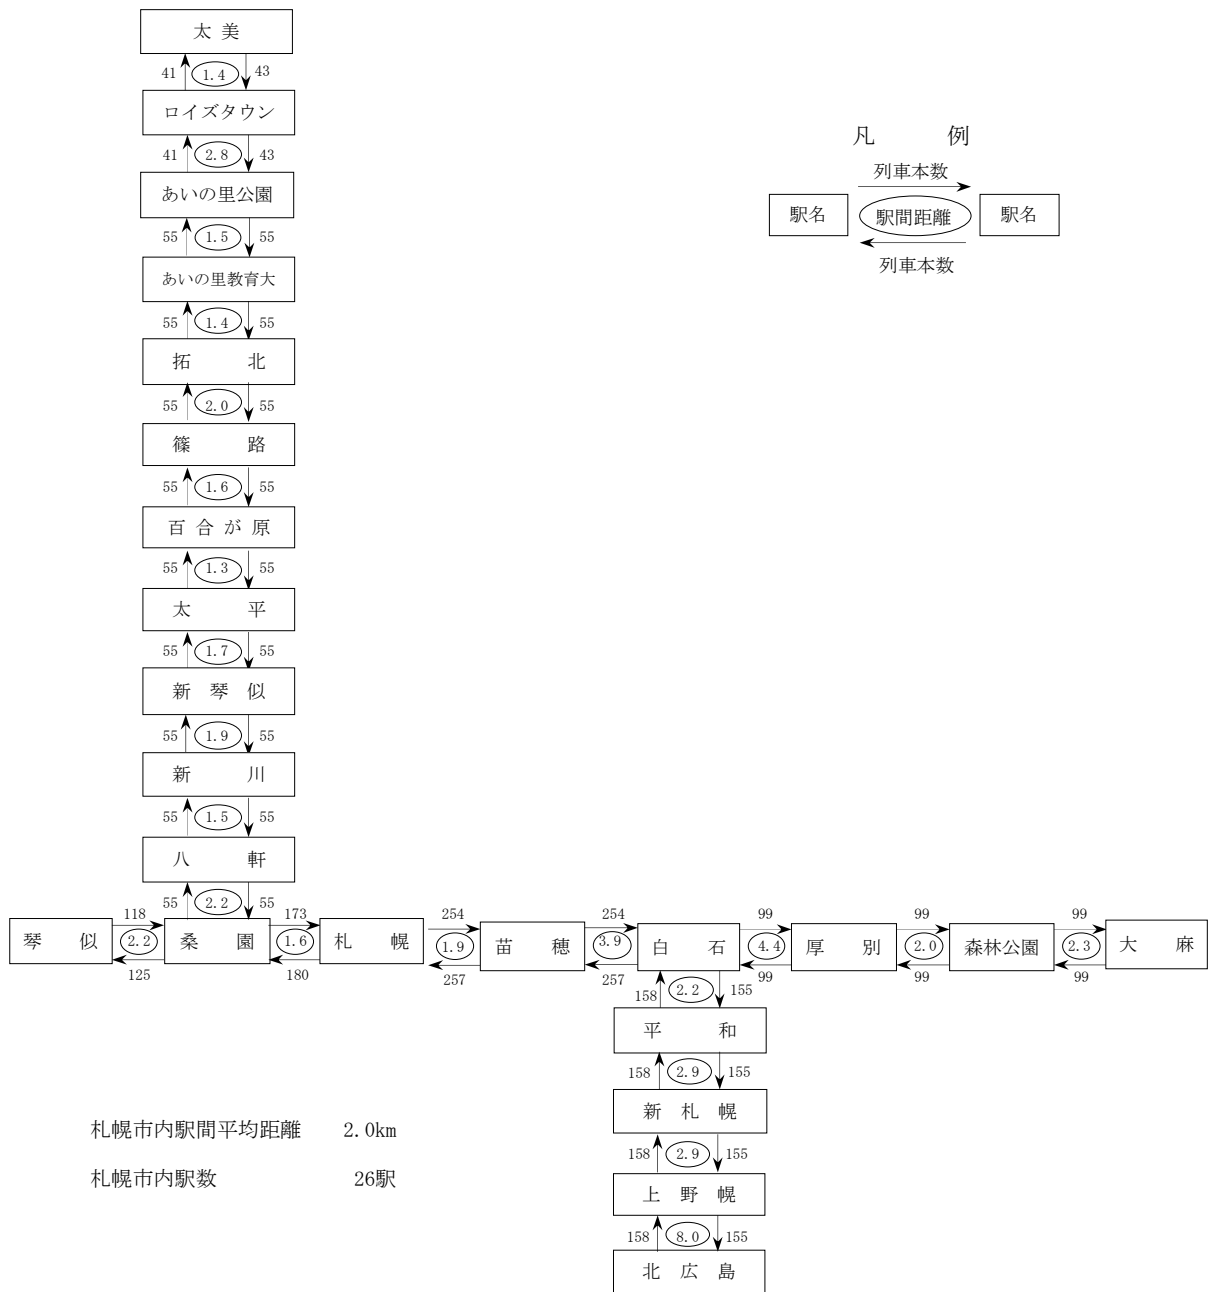 太 美
41 1.4 43
ロイズタウン
41 2.8 43
あいの里公園
55 1.5 55
あいの里教育大
55 1.4 55
拓 北
55 2.0 55
篠 路
55 1.6 55
百 合 が 原
55 1.3 55
太 平
55 1.7 55
新 琴 似
55 1.9 55
新 川
55 1.5 55
八 軒
55 2.2 55
凡 例
列車本数
駅名 駅間距離 駅名
列車本数
118 173 254 254 99 99 99
琴 似 2.2 桑 園 1.6 札 幌 1.9 苗 穂 3.9 白 石 4.4 厚 別 2.0 森林公園 2.3 大 麻
125 180 257 257 99 99 99
158 2.2 155
平 和
158 2.9 155
新 札 幌
158 2.9 155
上 野 幌
158 8.0 155
北 広 島
札幌市内駅間平均距離 2.0km
札幌市内駅数 26駅